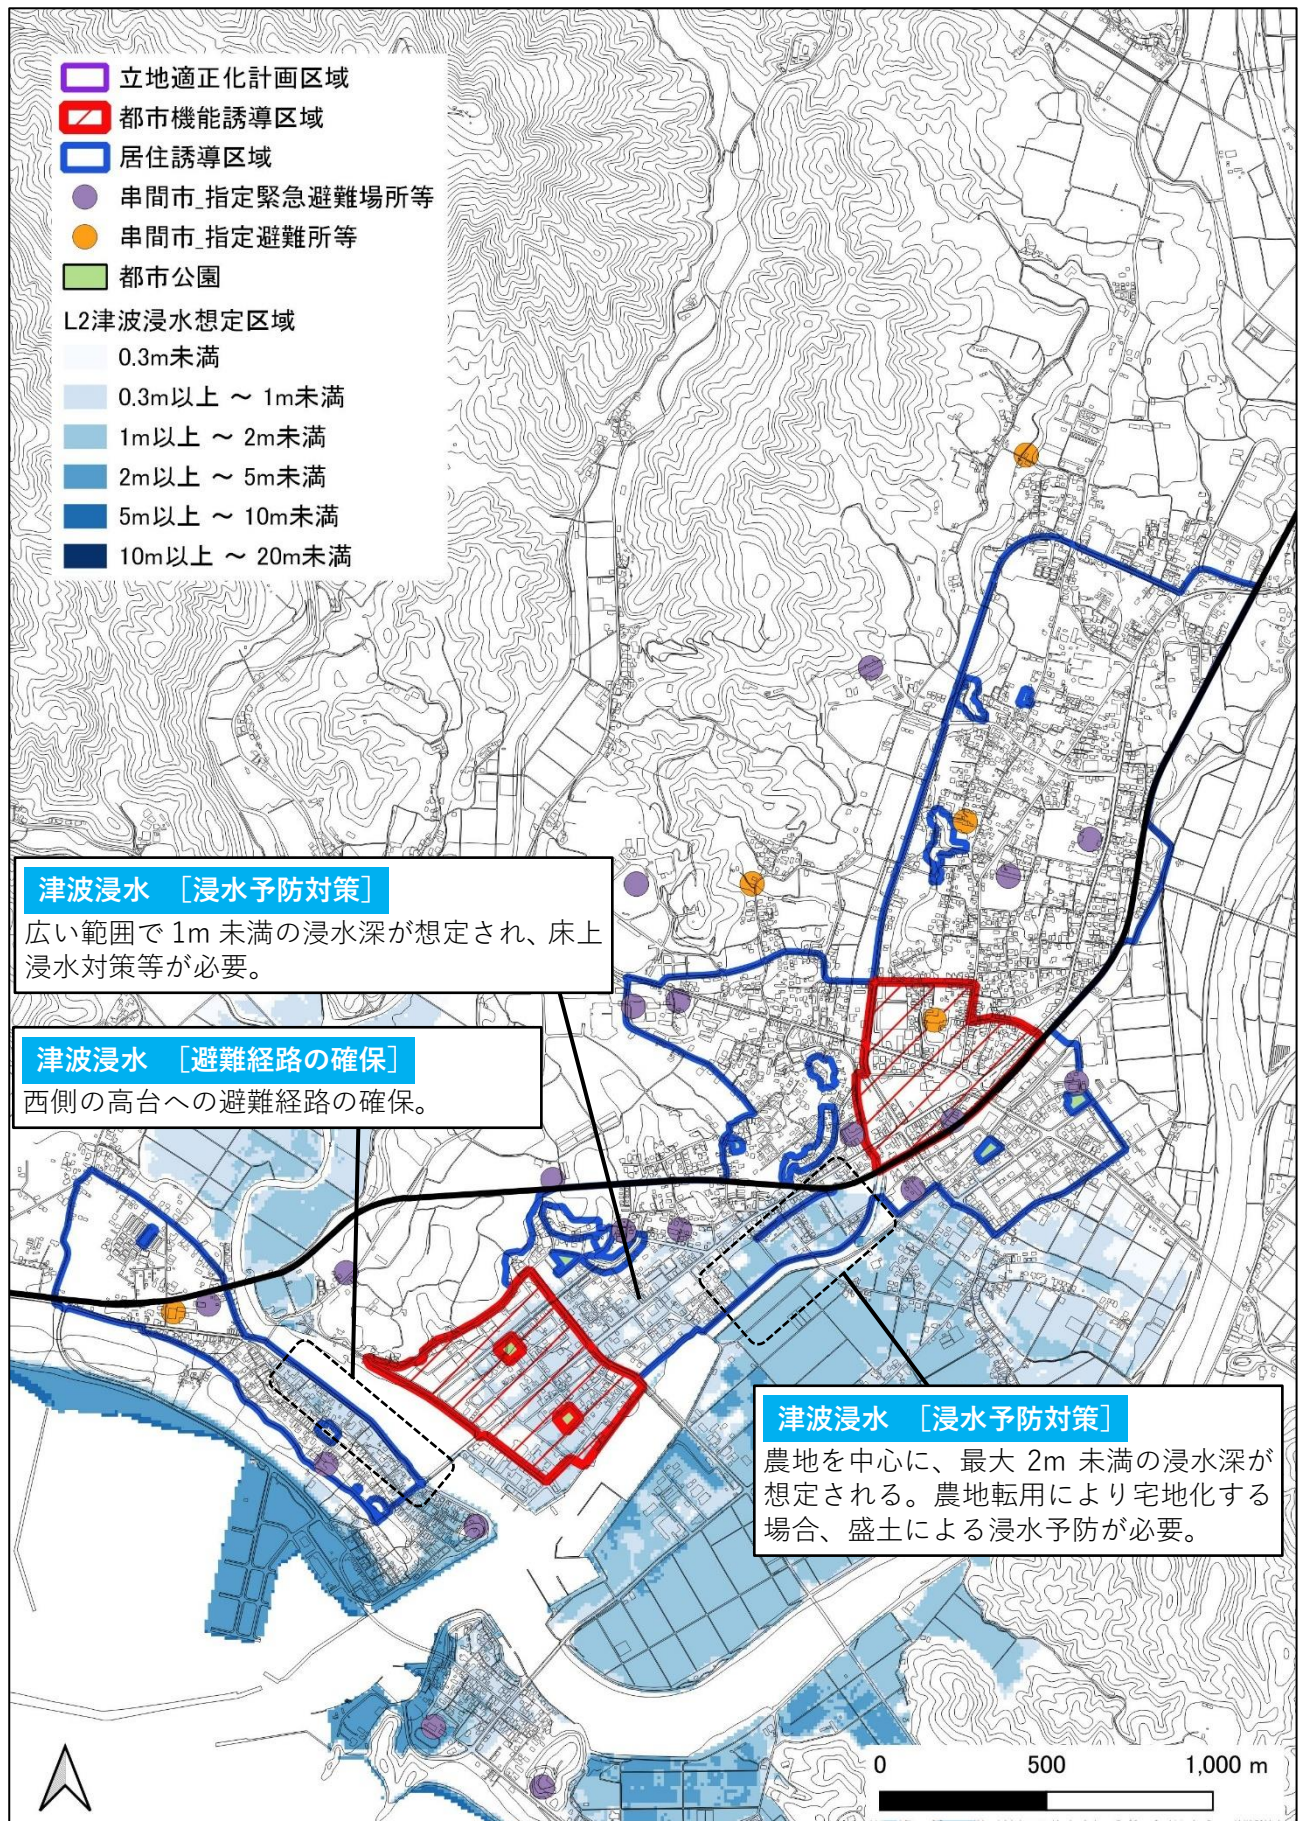 立地適正化計画区域
都市機能誘導区域
居住誘導区域
串間市_指定緊急避難場所等
串間市_指定避難所等
都市公園
L2津波浸水想定区域
0.3m未満
0.3m以上 ～ 1m未満
1m以上 ～ 2m未満
2m以上 ～ 5m未満
5m以上 ～ 10m未満
10m以上 ～ 20m未満
津波浸水 ［浸水予防対策］
広い範囲で 1m 未満の浸水深が想定され、床上
浸水対策等が必要。
津波浸水 ［避難経路の確保］
西側の高台への避難経路の確保。
津波浸水 ［浸水予防対策］
農地を中心に、最大 2m 未満の浸水深が
想定される。農地転用により宅地化する
場合、盛土による浸水予防が必要。
0 500 1,000 m